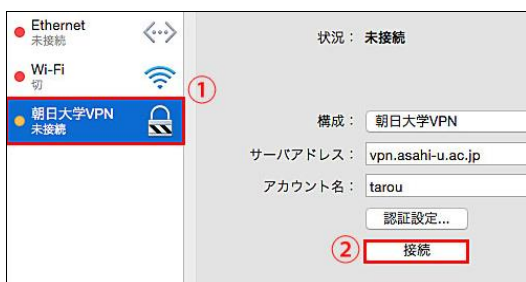 Ethernet
未接続
Wi-Fi
切
①
朝日大学VPN
未接続
状況： 未接続
構成： 朝日大学VPN
サーバアドレス： vpn.asahi-u.ac.jp
アカウント名： tarou
認証設定...
② 接続